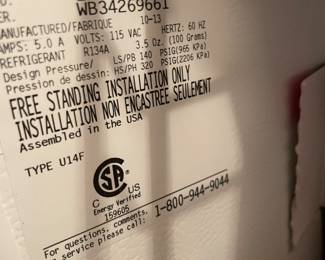 ER. WB34269661
MANUFACTURED/FABRIQUE 10-13
AMPS: 5.0 A VOLTS: 115 VAC HERTZ: 60 HZ
REFRIGERANT R134A 3.5 Oz. (100 Grams)
Design Pressure/ LS/PB 140 PSIG(965 KPa)
Pression de dessin: HS/PH 320 PSIG(2206 KPa)
FREE STANDING INSTALLATION ONLY
INSTALLATION NON ENCASTREE SEULEMENT
Assembled in the USA
TYPE U14F
CSA
C US
Energy Verified
159605
For questions, comments,
service please call: 1-800-944-9044